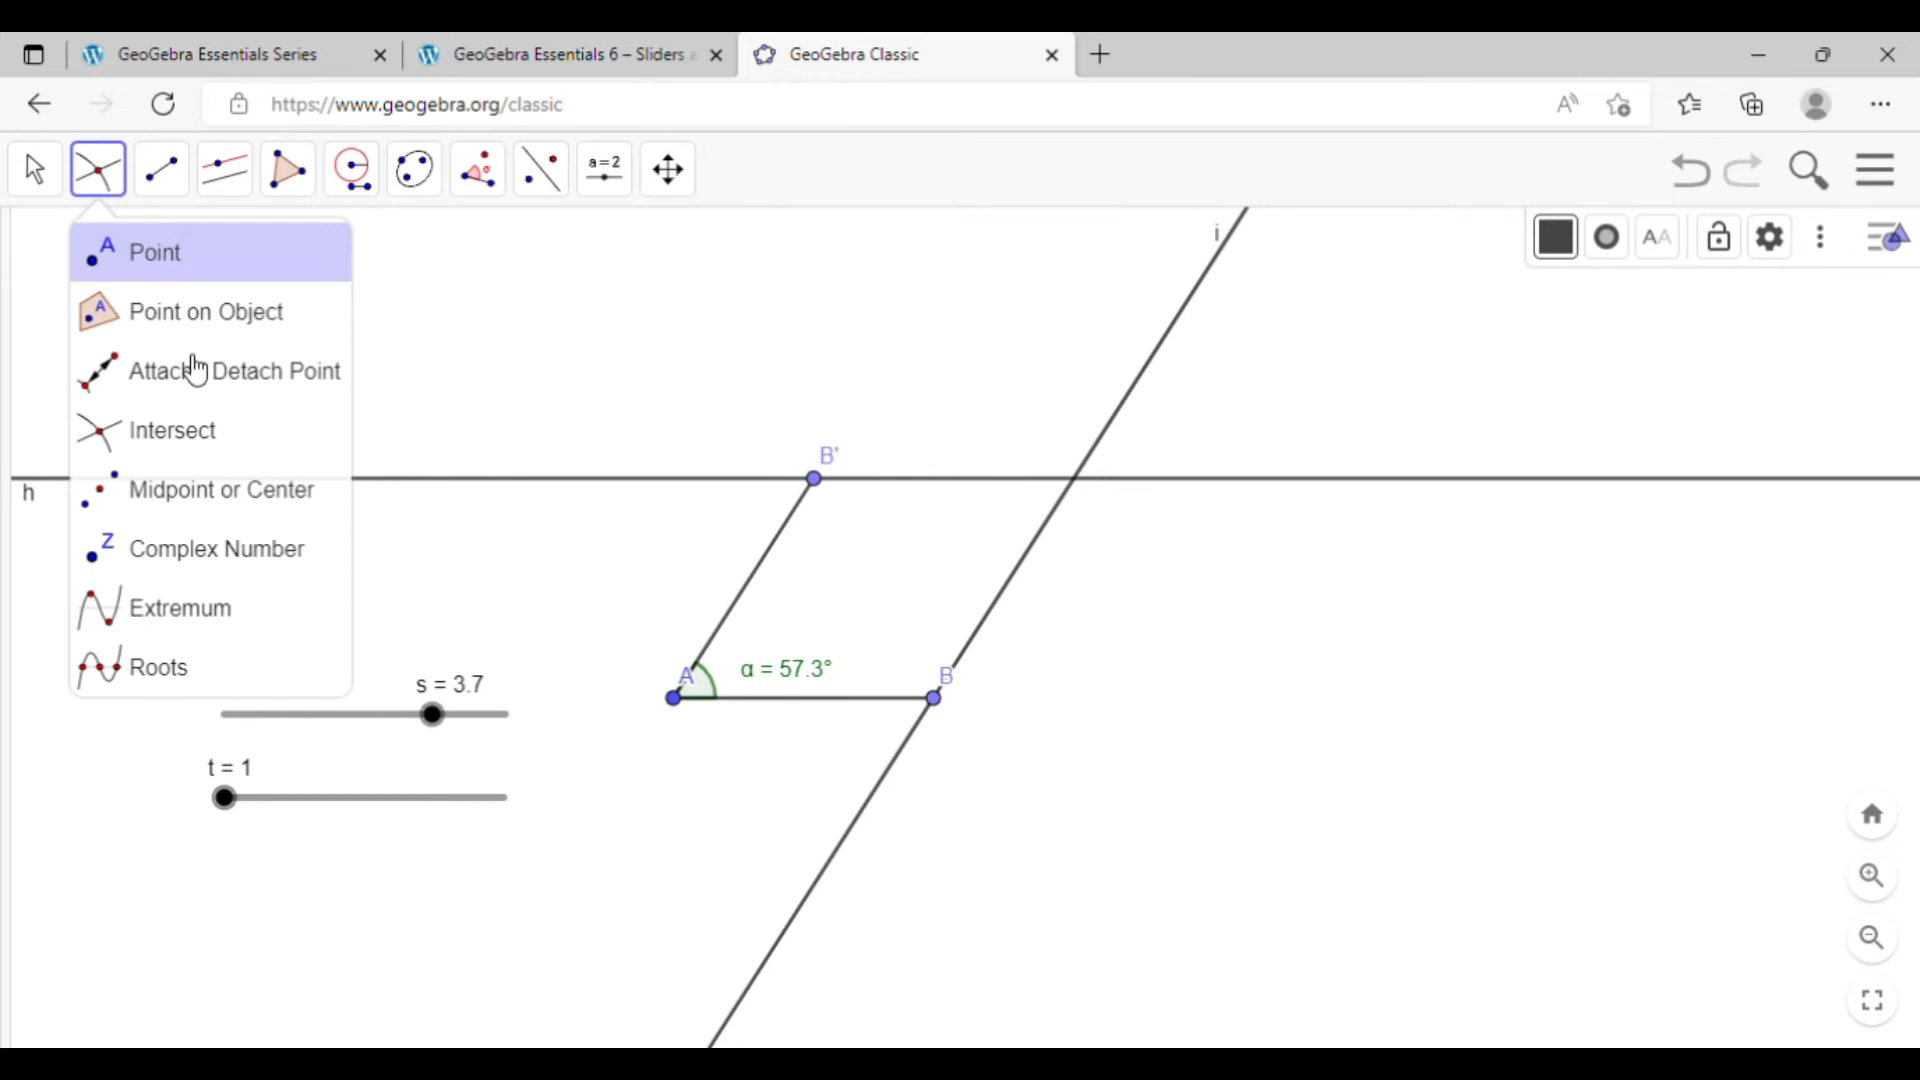 GeoGebra Essentials Series
GeoGebra Essentials 6 – Sliders a
GeoGebra Classic
https://www.geogebra.org/classic
a=2
A Point
A Point on Object
Attach / Detach Point
Intersect
Midpoint or Center
Z Complex Number
Extremum
Roots
AA
i
B'
h
A
α = 57.3°
B
s = 3.7
t = 1